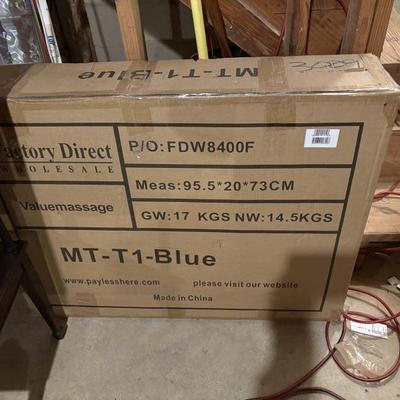 MT-T1-Blue
Factory Direct
WHOLESALE
P/O: FDW8400F
Meas: 95.5*20*73CM
Valuemassage
GW: 17 KGS NW: 14.5KGS
MT-T1-Blue
www.paylesshere.com please visit our website
Made in China